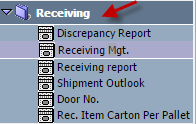 Receiving
Discrepancy Report
Receiving Mgt.
Receiving report
Shipment Outlook
Door No.
Rec. Item Carton Per Pallet